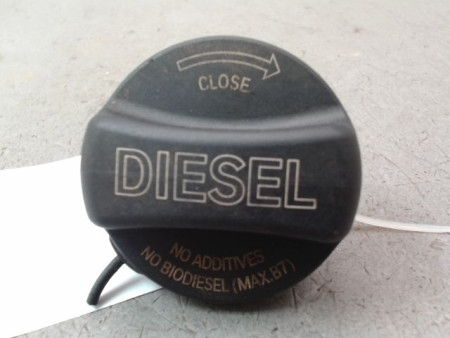 CLOSE
DIESEL
NO ADDITIVES
NO BIODIESEL (MAX.B7)